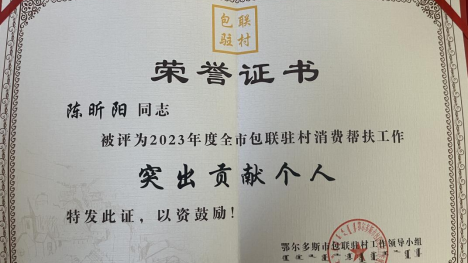 包联
驻村
荣誉证书
陈昕阳同志
被评为2023年度全市包联驻村消费帮扶工作
突出贡献个人
特发此证，以资鼓励！
鄂尔多斯市包联驻村工作领导小组